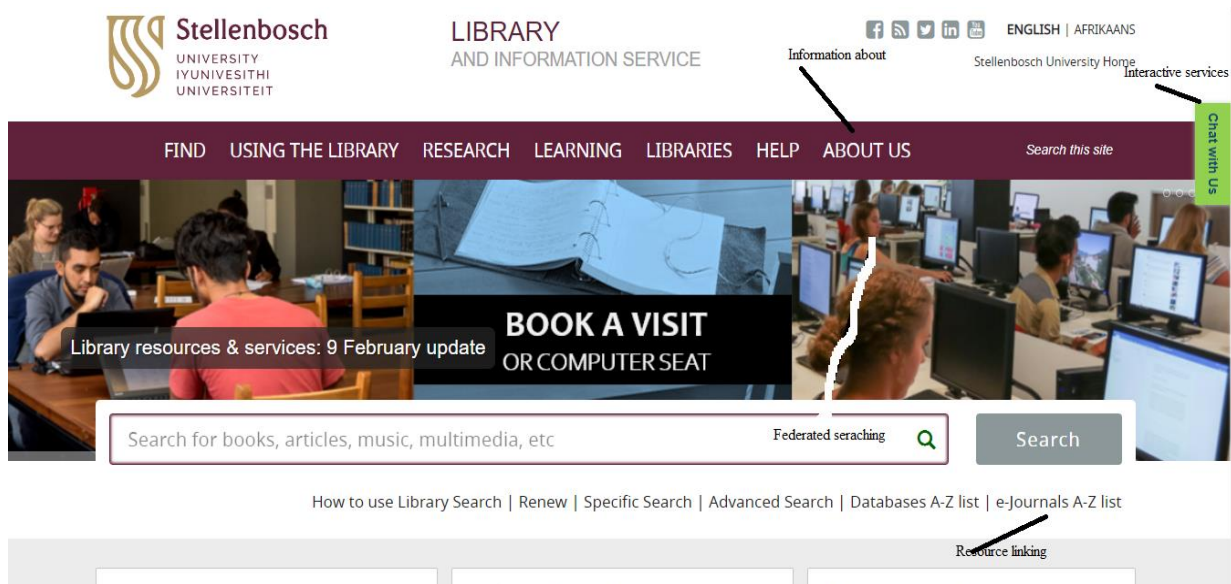 Stellenbosch
UNIVERSITY
IYUNIVESITHI
UNIVERSITEIT
LIBRARY
AND INFORMATION SERVICE
You Tube
ENGLISH | AFRIKAANS
Information about
Stellenbosch University Home
Interactive services
Chat with Us
FIND USING THE LIBRARY RESEARCH LEARNING LIBRARIES HELP ABOUT US
Search this site
BOOK A VISIT
OR COMPUTER SEAT
Library resources & services: 9 February update
Search for books, articles, music, multimedia, etc
Federated seraching
Search
How to use Library Search | Renew | Specific Search | Advanced Search | Databases A-Z list | e-Journals A-Z list
Resource linking